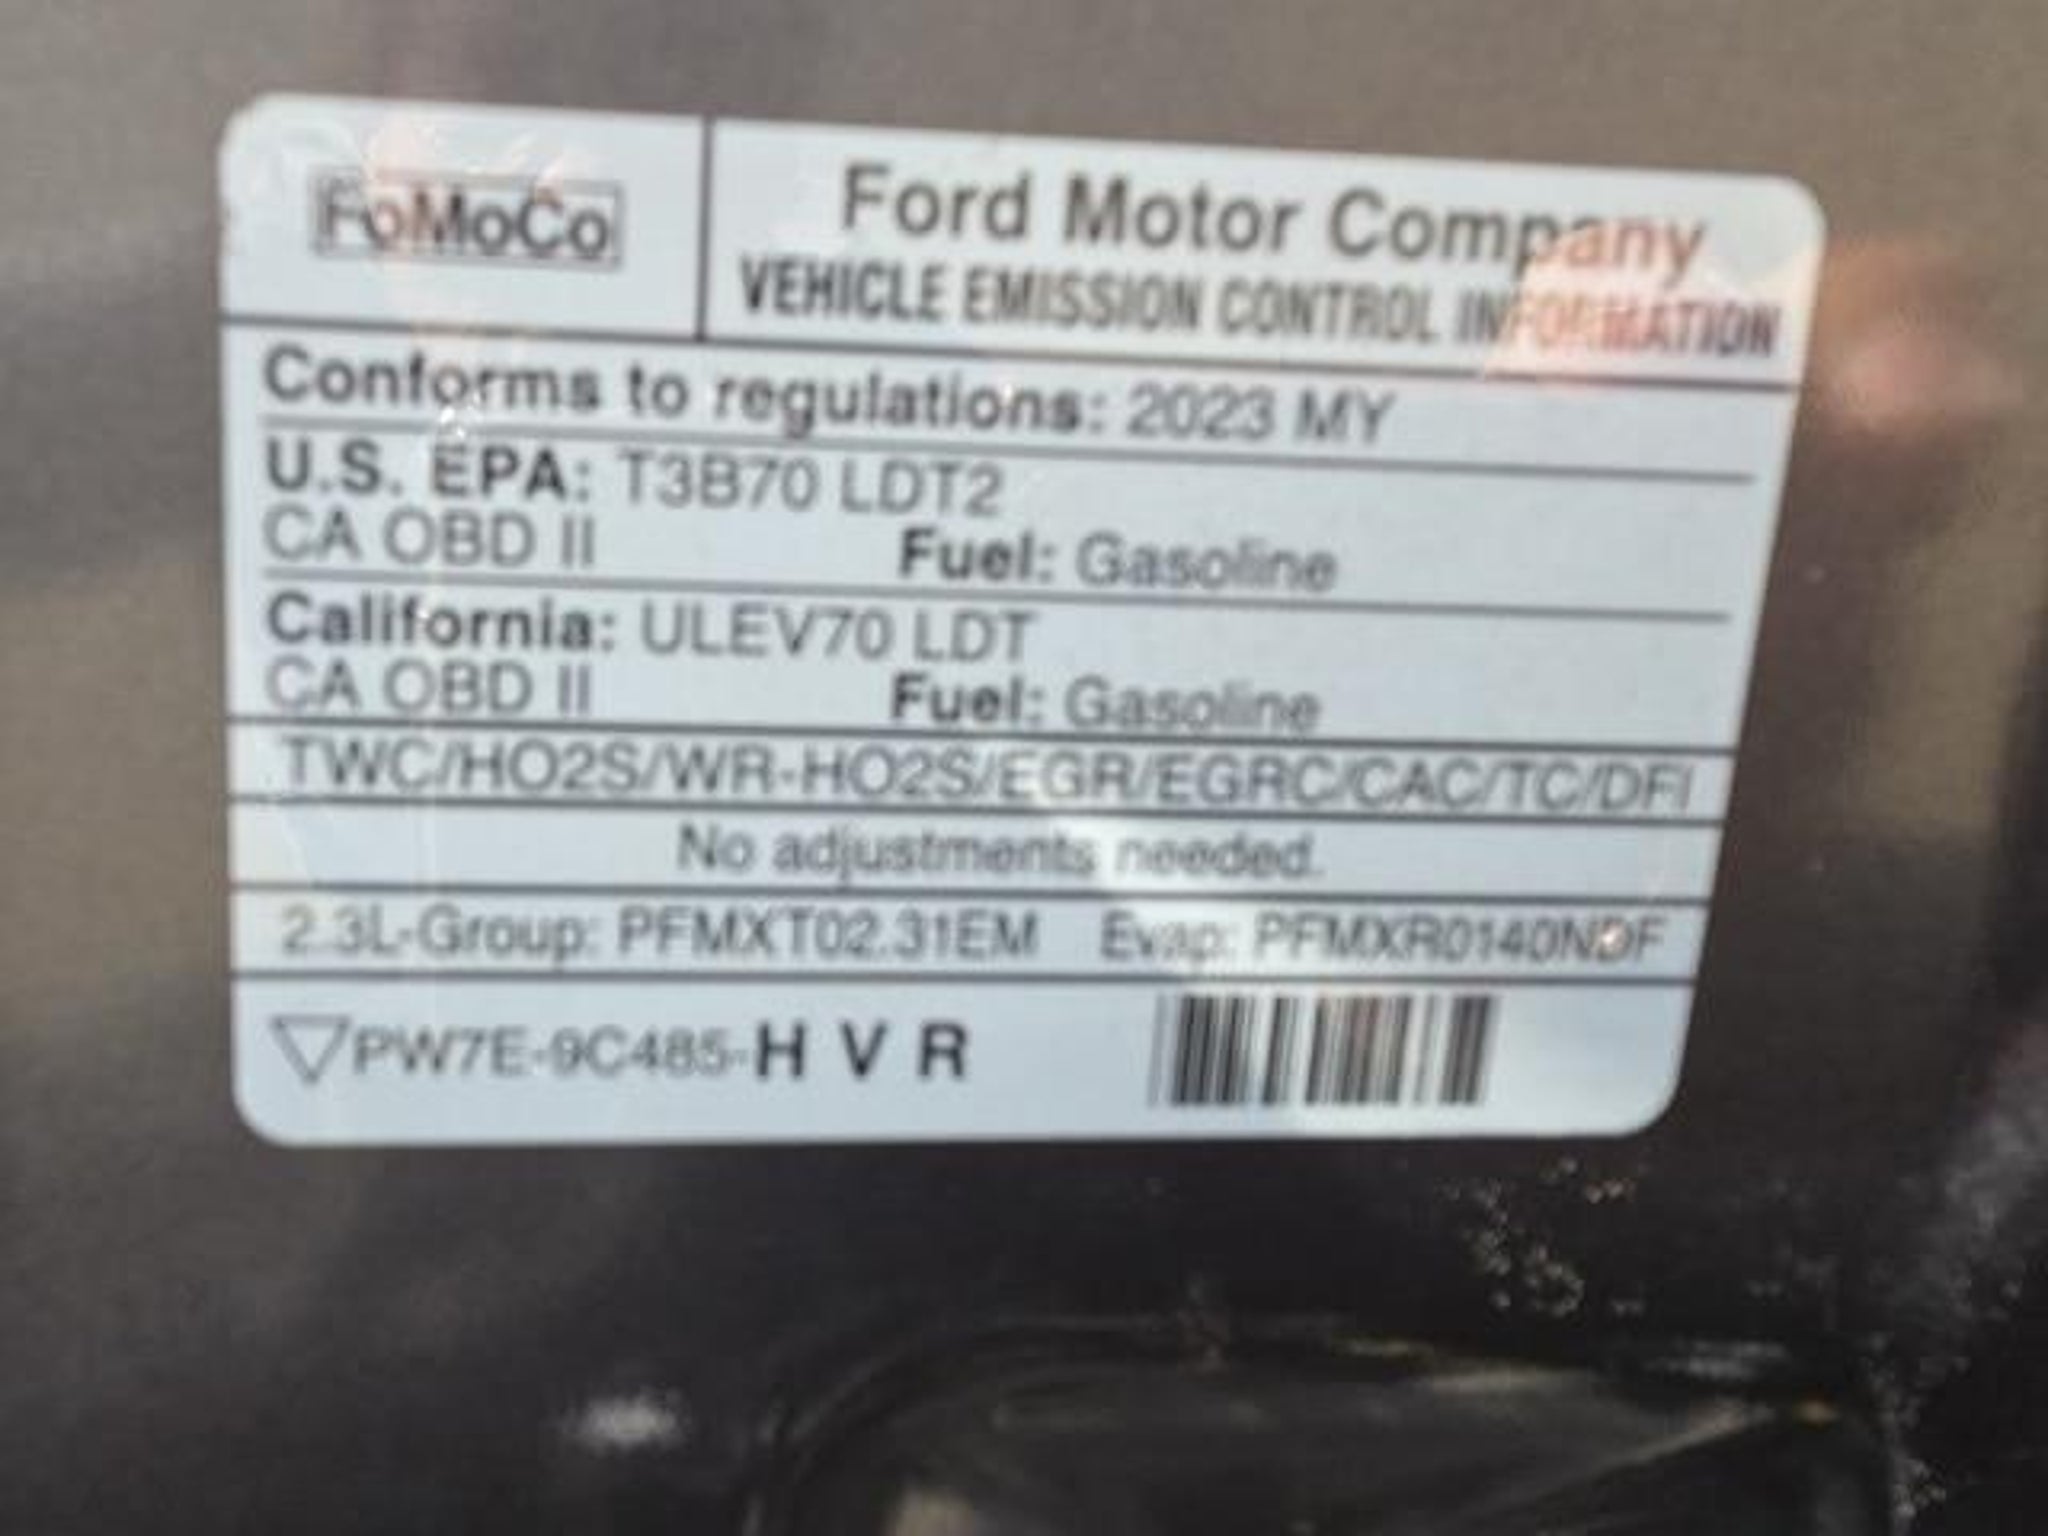 FoMoCo
Ford Motor Company
VEHICLE EMISSION CONTROL INFORMATION
Conforms to regulations: 2023 MY
U.S. EPA: T3B70 LDT2
CA OBD II Fuel: Gasoline
California: ULEV70 LDT
CA OBD II Fuel: Gasoline
TWC/HO2S/WR-HO2S/EGR/EGRC/CAC/TC/DFI
No adjustments needed.
2.3L-Group: PFMXT02.31EM Evap: PFMXR0140NDF
PW7E-9C485-H V R